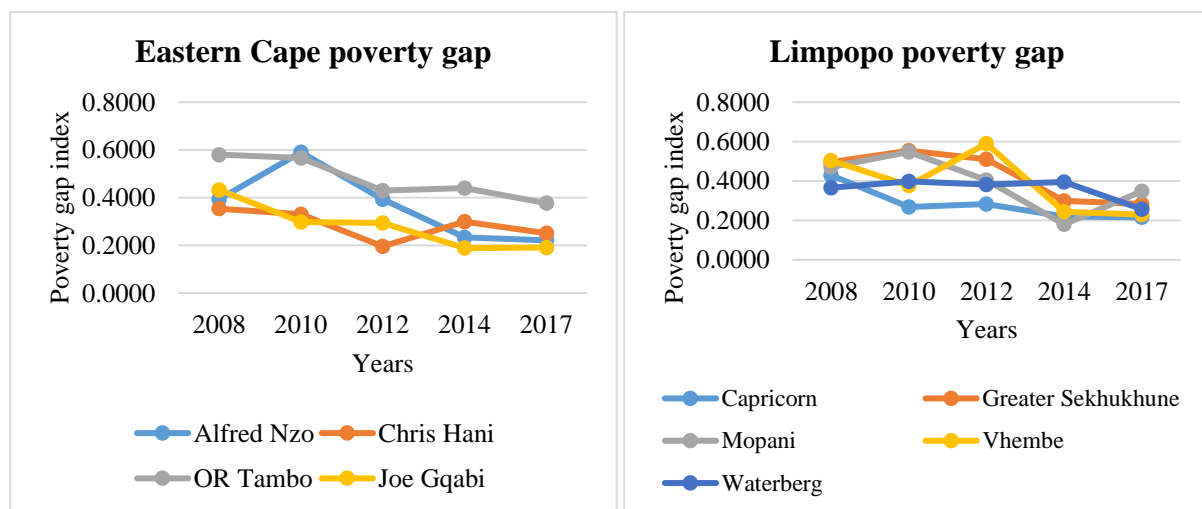 Eastern Cape poverty gap
Poverty gap index
0.8000
0.6000
0.4000
0.2000
0.0000
2008 2010 2012 2014 2017
Years
Alfred Nzo Chris Hani
OR Tambo Joe Gqabi
Limpopo poverty gap
Poverty gap index
0.8000
0.6000
0.4000
0.2000
0.0000
2008 2010 2012 2014 2017
Years
Capricorn Greater Sekhukhune
Mopani Vhembe
Waterberg